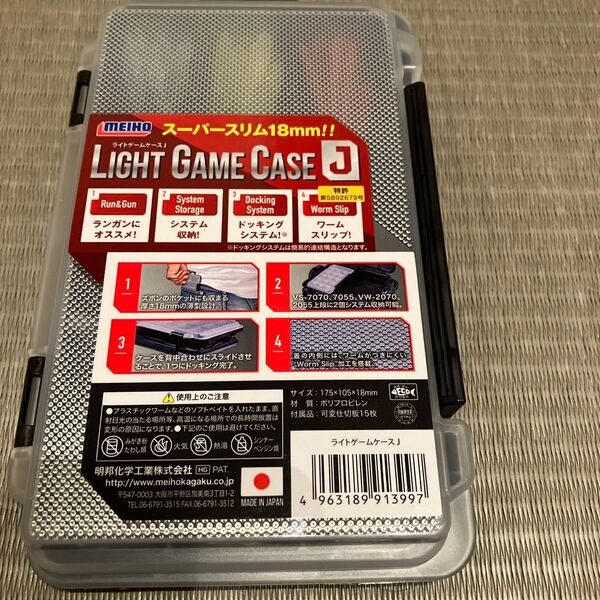 MEIHO
スーパースリム18mm!!
ライトゲームケース J
LIGHT GAME CASE J
特許
第5892679号
1 Run&Gun
ランガンに
オススメ!
2 System
Storage
システム
収納!
3 Docking
System
ドッキング
システム!※
4 Worm Slip
ワーム
スリップ!
※ドッキングシステムは簡易的連結構造となります。
1
ズボンのポケットにも収まる
厚さ18mmの薄型設計。
2
VS-7070、7055、VW-2070、
2055上段に2個システム収納可能。
3
ケースを背中合わせにスライドさせ
ることで、1つにドッキング完了。
4
蓋の内側には、ワームがつきにくい
"Worm Slip"加工を搭載。
使用上のご注意
●プラスチックワームなどのソフトベイトを入れたまま、直
射日光の当たる場所等、高温になる場所での長時間放置は
変形の原因になります。●下記のご使用は避けてください。
みがき粉
たわし類
火気
熱湯
シンナー
ベンジン類
サイズ：175×105×18mm
材 質：ポリプロピレン
付属品：可変仕切板15枚
明邦化学工業株式会社 HG PAT.
http://www.meihokagaku.co.jp
〒547-0003 大阪市平野区加美南3丁目1-2
TEL.06-6791-3515 FAX.06-6791-3512
MADE IN JAPAN
ライトゲームケース J
4 963189 913997